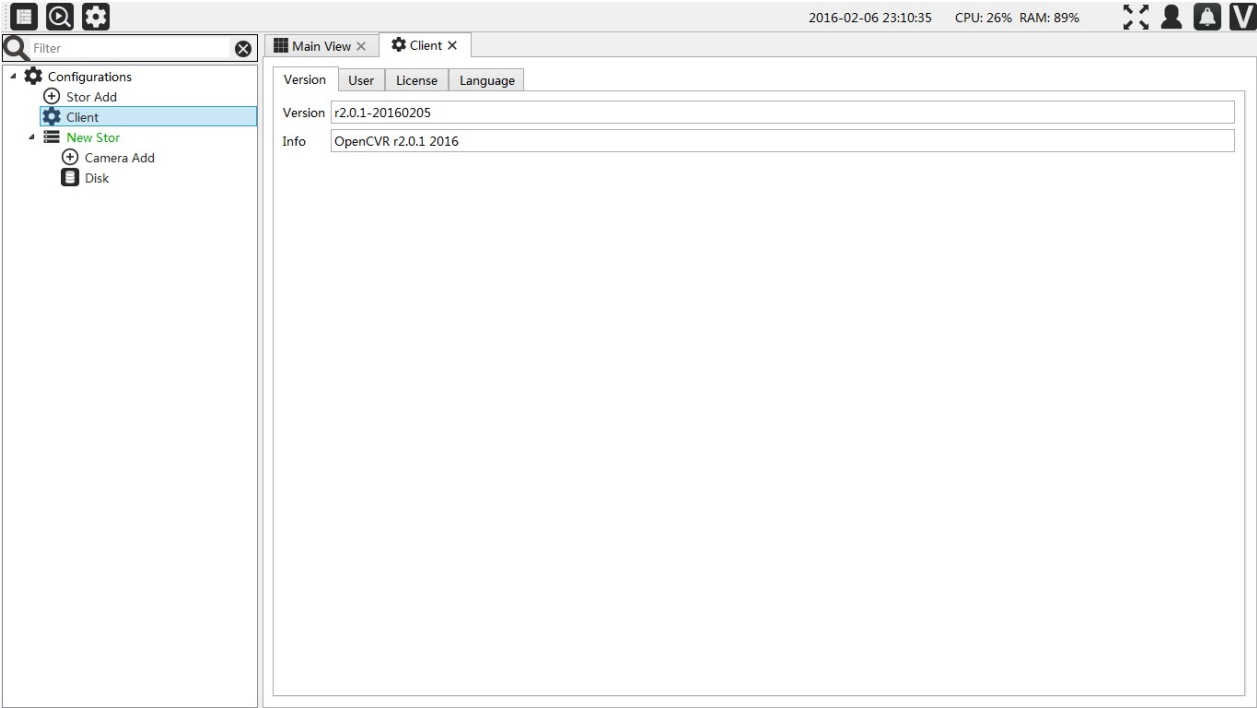 2016-02-06 23:10:35 CPU: 26% RAM: 89%
V
Filter
Configurations
Stor Add
Client
New Stor
Camera Add
Disk
Main View Client
Version User License Language
Version r2.0.1-20160205
Info OpenCVR r2.0.1 2016